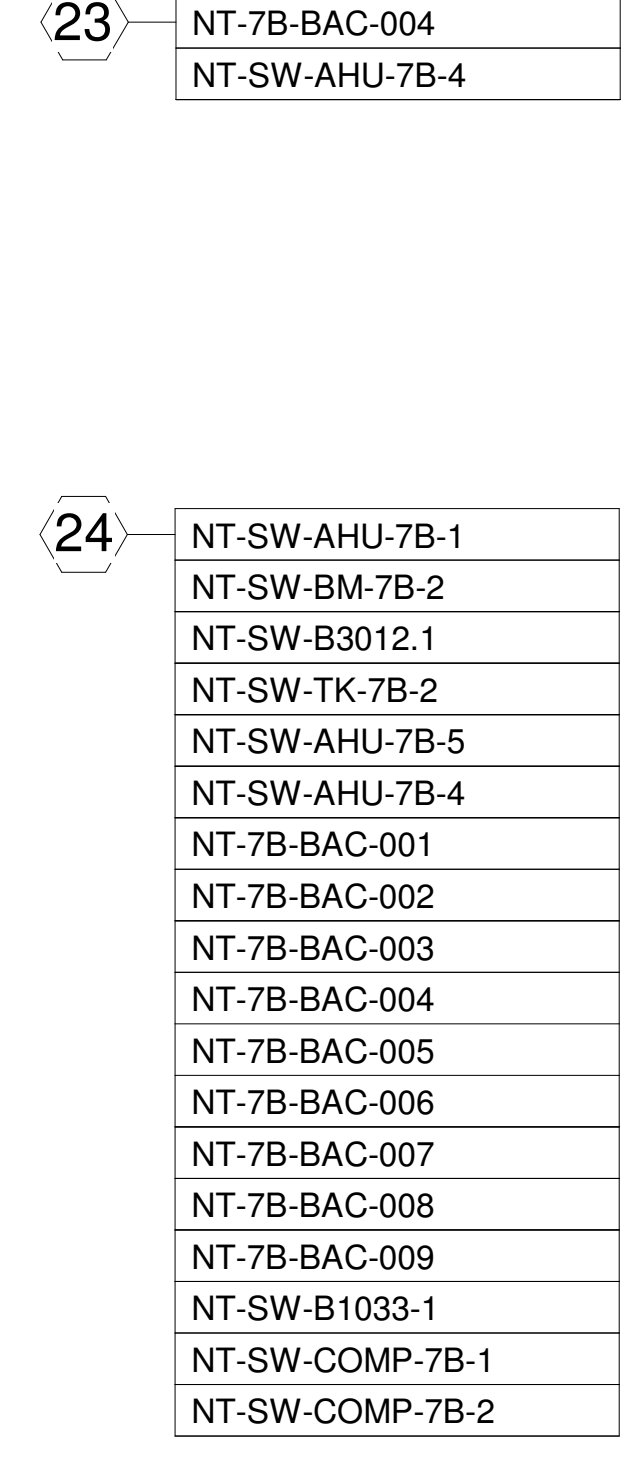 23
NT-7B-BAC-004
NT-SW-AHU-7B-4
24
NT-SW-AHU-7B-1
NT-SW-BM-7B-2
NT-SW-B3012.1
NT-SW-TK-7B-2
NT-SW-AHU-7B-5
NT-SW-AHU-7B-4
NT-7B-BAC-001
NT-7B-BAC-002
NT-7B-BAC-003
NT-7B-BAC-004
NT-7B-BAC-005
NT-7B-BAC-006
NT-7B-BAC-007
NT-7B-BAC-008
NT-7B-BAC-009
NT-SW-B1033-1
NT-SW-COMP-7B-1
NT-SW-COMP-7B-2